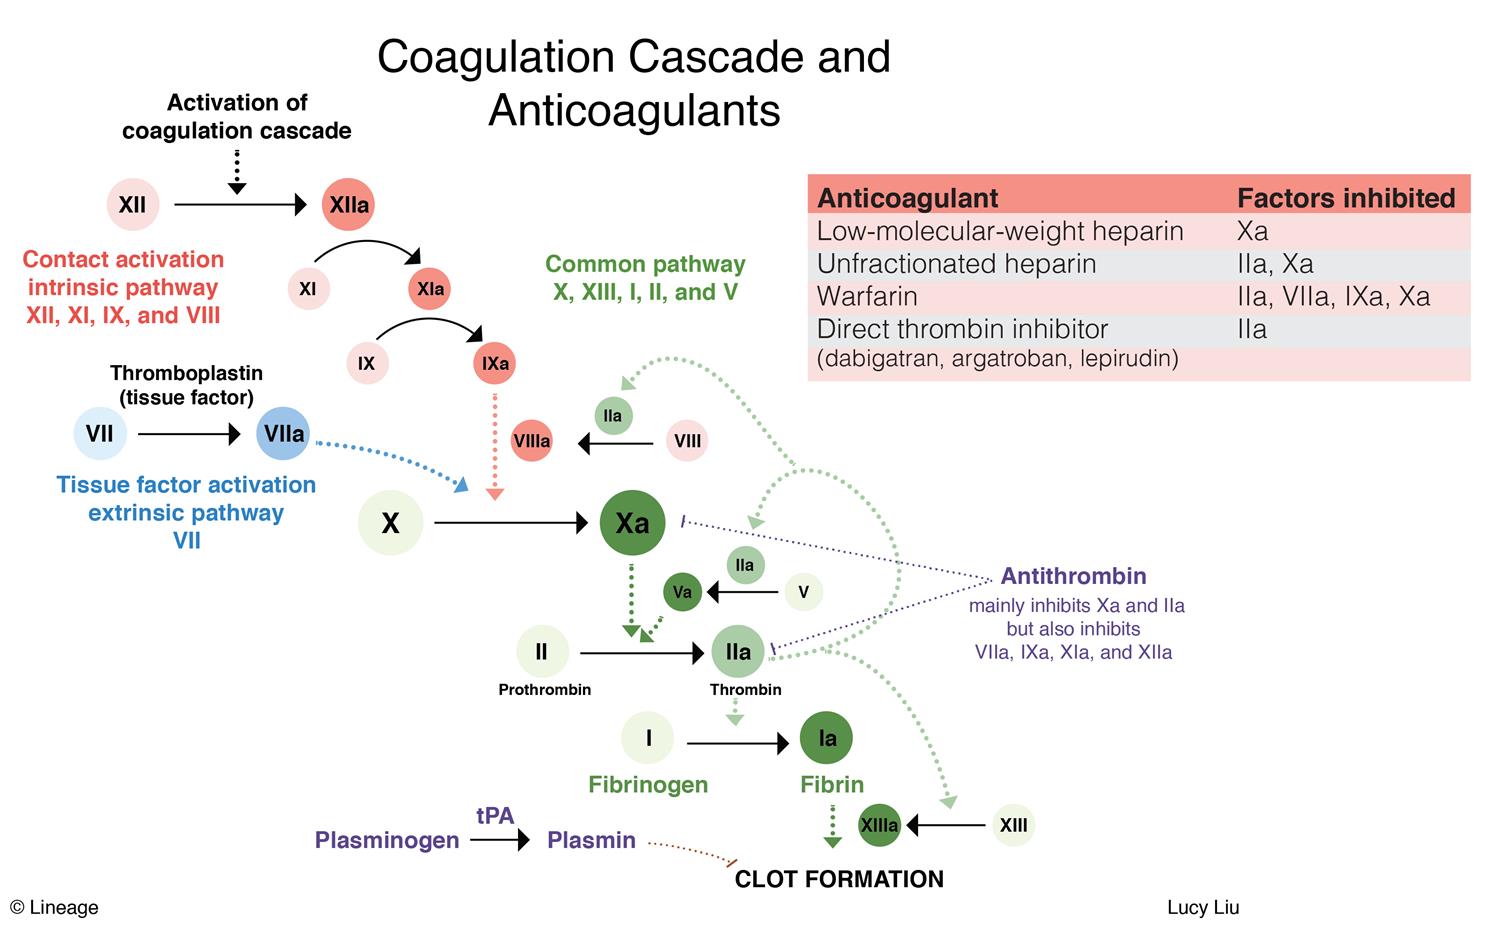 Coagulation Cascade and
Anticoagulants
Activation of
coagulation cascade
XII
XIIa
Contact activation
intrinsic pathway
XII, XI, IX, and VIII
XI
XIa
IX
IXa
Common pathway
X, XIII, I, II, and V
Anticoagulant Factors inhibited
Low-molecular-weight heparin Xa
Unfractionated heparin IIa, Xa
Warfarin IIa, VIIa, IXa, Xa
Direct thrombin inhibitor IIa
(dabigatran, argatroban, lepirudin)
Thromboplastin
(tissue factor)
VII
VIIa
Tissue factor activation
extrinsic pathway
VII
VIIIa
IIa
VIII
X
Xa
Va
IIa
V
Antithrombin
mainly inhibits Xa and IIa
but also inhibits
VIIa, IXa, XIa, and XIIa
II
IIa
Prothrombin
Thrombin
I
Ia
Fibrinogen
Fibrin
XIIIa
XIII
tPA
Plasminogen
Plasmin
CLOT FORMATION
© Lineage
Lucy Liu